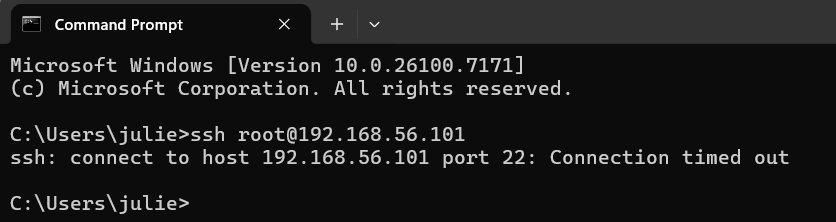 Command Prompt
Microsoft Windows [Version 10.0.26100.7171]
(c) Microsoft Corporation. All rights reserved.
C:\Users\julie>ssh root@192.168.56.101
ssh: connect to host 192.168.56.101 port 22: Connection timed out
C:\Users\julie>